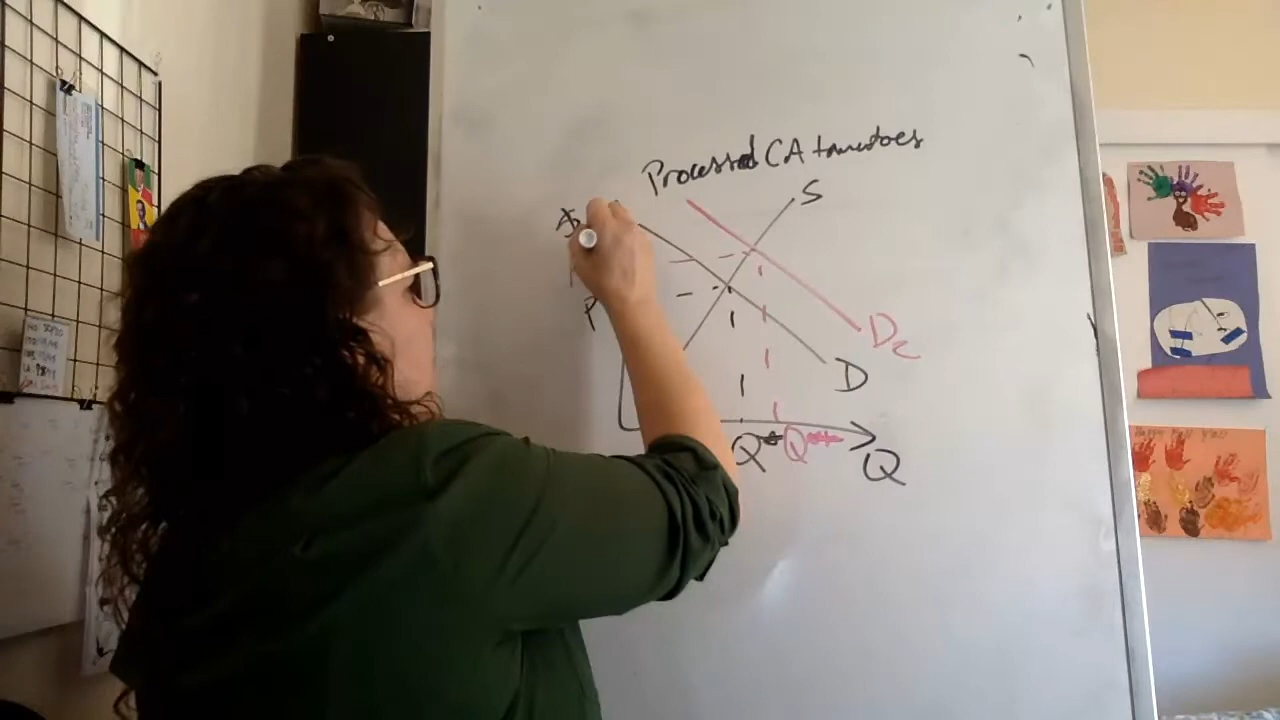 Processed CA tomatoes
S
$
P
D₂
D
Q* Q**
Q